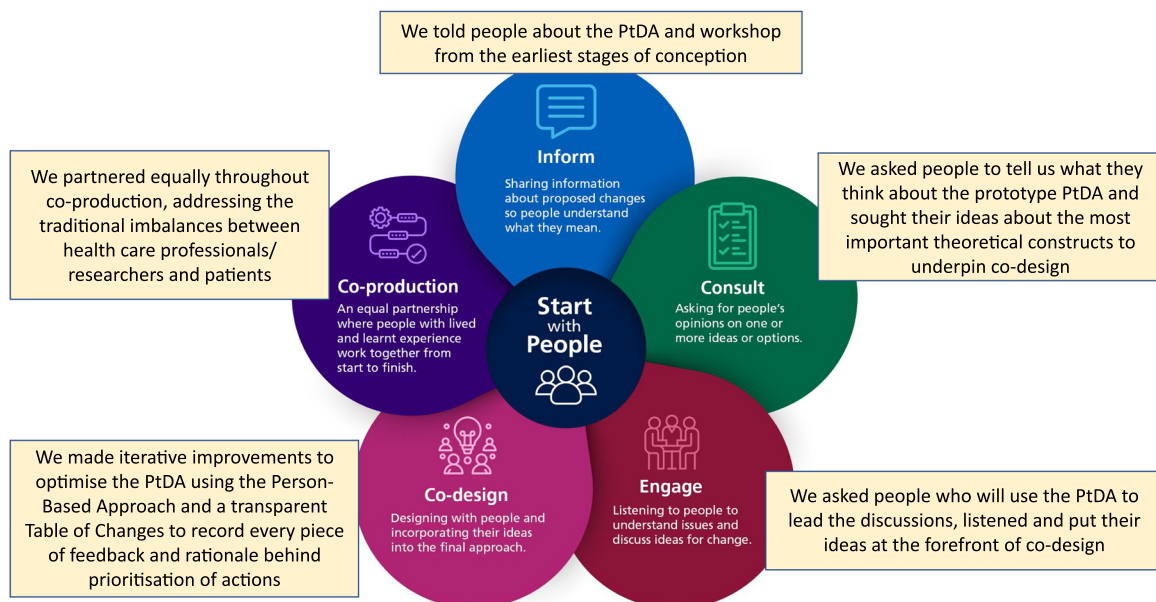 We told people about the PtDA and workshop
from the earliest stages of conception
Inform
Sharing information
about proposed changes
so people understand
what they mean.
We asked people to tell us what they
think about the prototype PtDA and
sought their ideas about the most
important theoretical constructs to
underpin co-design
Consult
Asking for people's
opinions on one or
more ideas or options.
We partnered equally throughout
co-production, addressing the
traditional imbalances between
health care professionals/
researchers and patients
Co-production
An equal partnership
where people with lived
and learnt experience
work together from
start to finish.
Start
with
People
We made iterative improvements to
optimise the PtDA using the Person-
Based Approach and a transparent
Table of Changes to record every piece
of feedback and rationale behind
prioritisation of actions
Co-design
Designing with people and
incorporating their ideas
into the final approach.
Engage
Listening to people to
understand issues and
discuss ideas for change.
We asked people who will use the PtDA to
lead the discussions, listened and put their
ideas at the forefront of co-design